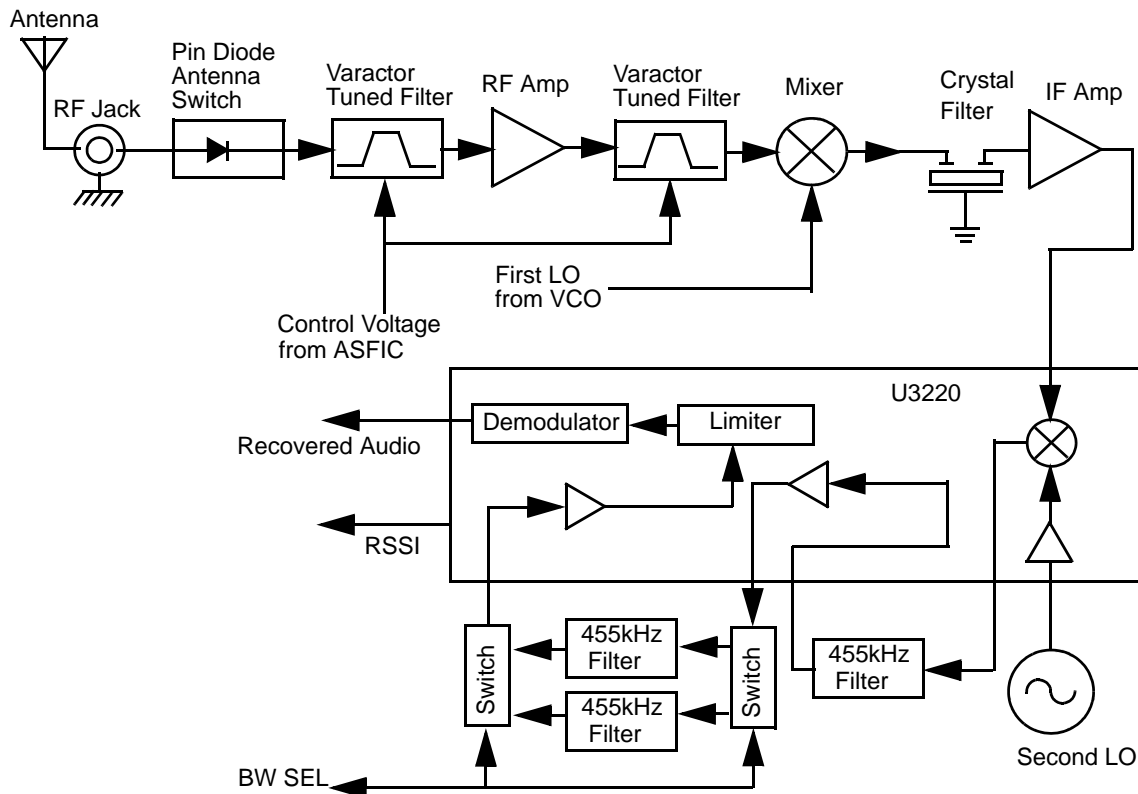 Antenna
RF Jack
Pin Diode
Antenna
Switch
Varactor
Tuned Filter
RF Amp
Varactor
Tuned Filter
Mixer
Crystal
Filter
IF Amp
First LO
from VCO
Control Voltage
from ASFIC
U3220
Demodulator
Limiter
Recovered Audio
RSSI
Switch
455kHz
Filter
455kHz
Filter
Switch
455kHz
Filter
Second LO
BW SEL